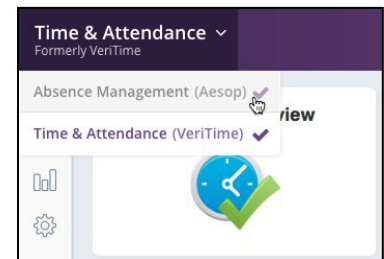 Time & Attendance
Formerly VeriTime
Absence Management (Aesop)
view
Time & Attendance (VeriTime)